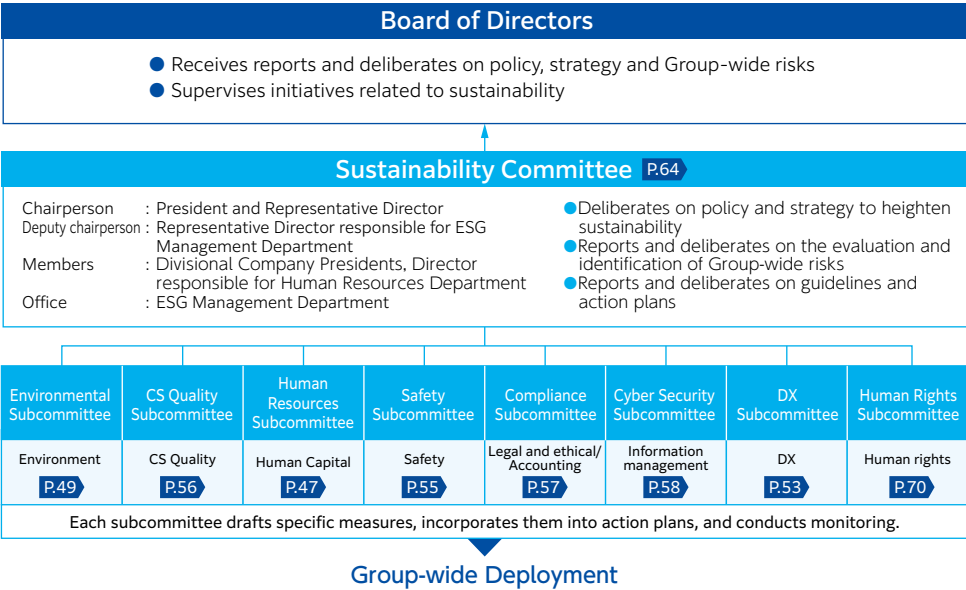 Board of Directors
● Receives reports and deliberates on policy, strategy and Group-wide risks
● Supervises initiatives related to sustainability
Sustainability Committee P.64
Chairperson : President and Representative Director
Deputy chairperson : Representative Director responsible for ESG
Management Department
Members : Divisional Company Presidents, Director
responsible for Human Resources Department
Office : ESG Management Department
●Deliberates on policy and strategy to heighten
sustainability
●Reports and deliberates on the evaluation and
identification of Group-wide risks
●Reports and deliberates on guidelines and
action plans
Environmental
Subcommittee
Environment
P.49
CS Quality
Subcommittee
CS Quality
P.56
Human
Resources
Subcommittee
Human Capital
P.47
Safety
Subcommittee
Safety
P.55
Compliance
Subcommittee
Legal and ethical/
Accounting
P.57
Cyber Security
Subcommittee
Information
management
P.58
DX
Subcommittee
DX
P.53
Human Rights
Subcommittee
Human rights
P.70
Each subcommittee drafts specific measures, incorporates them into action plans, and conducts monitoring.
Group-wide Deployment